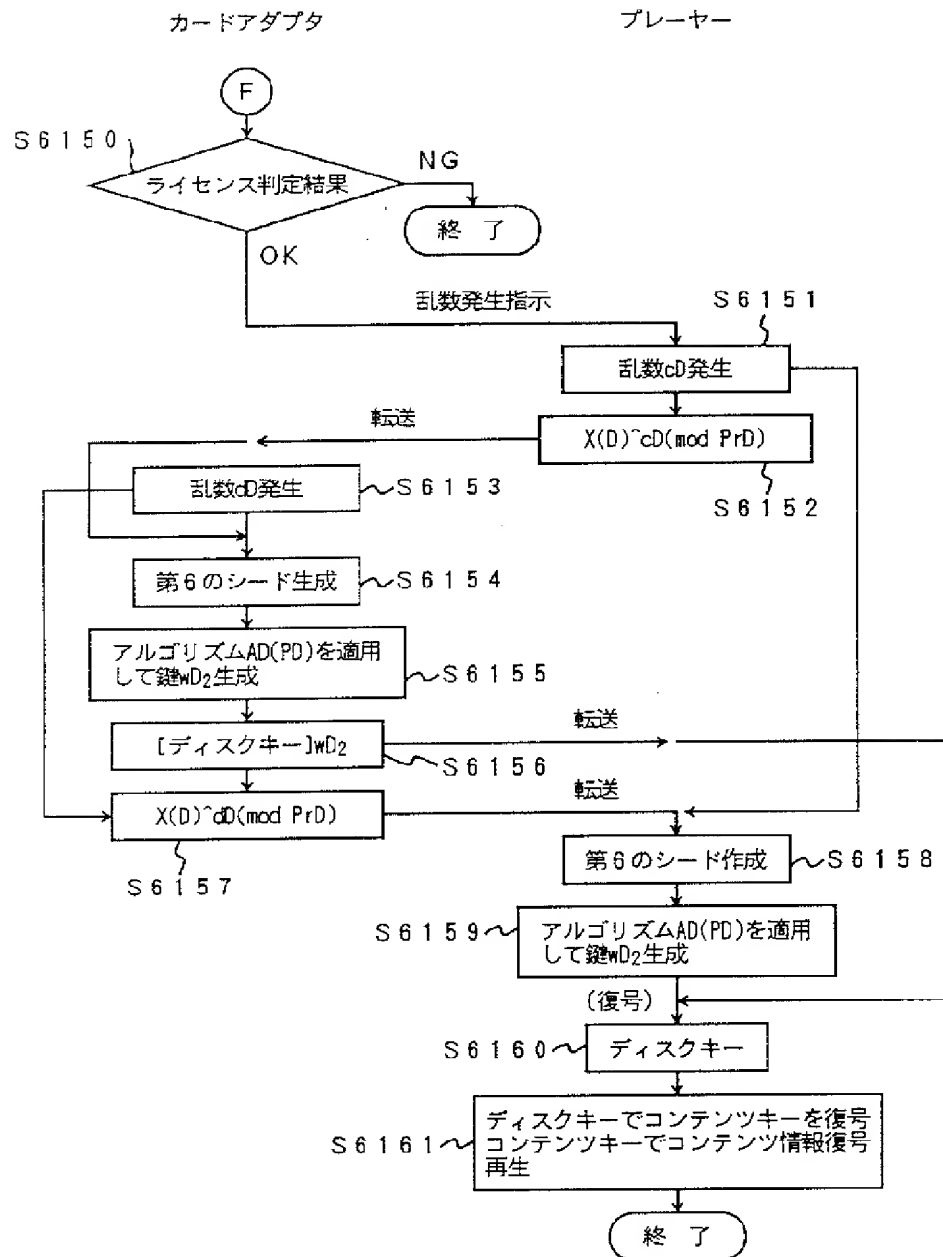 カードアダプタ
プレーヤー
F
S6150
ライセンス判定結果
NG
終 了
OK
乱数発生指示
S6151
乱数cD発生
転送
X(D)^cD(mod PrD)
S6152
乱数dD発生
S6153
第6のシード生成
S6154
アルゴリズムAD(PD)を適用
して鍵wD₂生成
S6155
転送
[ディスクキー]wD₂
S6156
転送
X(D)^dD(mod PrD)
S6157
第6のシード作成
S6158
S6159
アルゴリズムAD(PD)を適用
して鍵wD₂生成
(復号)
S6160
ディスクキー
S6161
ディスクキーでコンテンツキーを復号
コンテンツキーでコンテンツ情報復号
再生
終 了